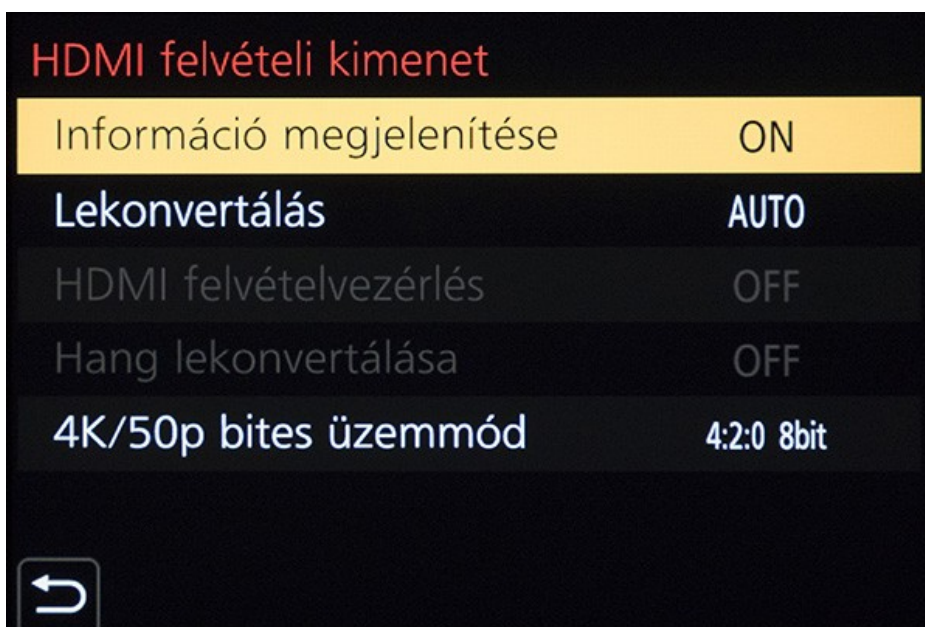 HDMI felvételi kimenet
Információ megjelenítése ON
Lekonvertálás AUTO
HDMI felvételvezérlés OFF
Hang lekonvertálása OFF
4K/50p bites üzemmód 4:2:0 8bit